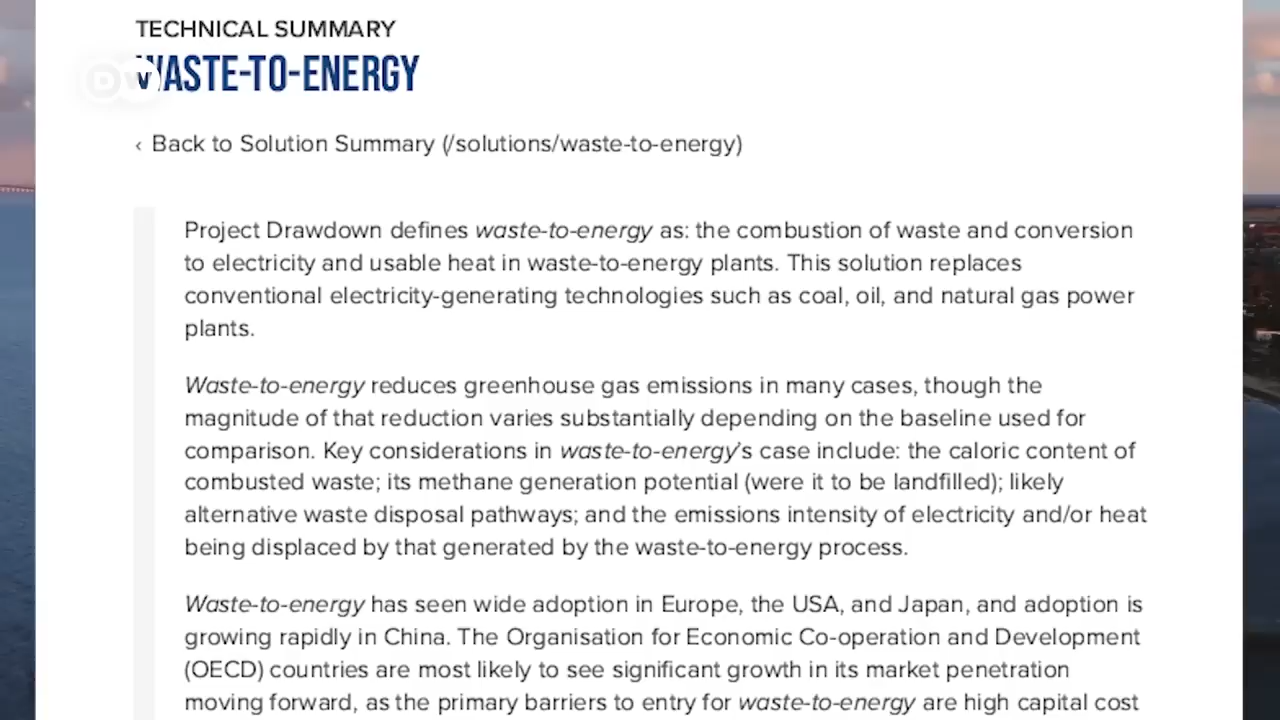 TECHNICAL SUMMARY
WASTE-TO-ENERGY
DW
‹ Back to Solution Summary (/solutions/waste-to-energy)
Project Drawdown defines waste-to-energy as: the combustion of waste and conversion
to electricity and usable heat in waste-to-energy plants. This solution replaces
conventional electricity-generating technologies such as coal, oil, and natural gas power
plants.
Waste-to-energy reduces greenhouse gas emissions in many cases, though the
magnitude of that reduction varies substantially depending on the baseline used for
comparison. Key considerations in waste-to-energy's case include: the caloric content of
combusted waste; its methane generation potential (were it to be landfilled); likely
alternative waste disposal pathways; and the emissions intensity of electricity and/or heat
being displaced by that generated by the waste-to-energy process.
Waste-to-energy has seen wide adoption in Europe, the USA, and Japan, and adoption is
growing rapidly in China. The Organisation for Economic Co-operation and Development
(OECD) countries are most likely to see significant growth in its market penetration
moving forward, as the primary barriers to entry for waste-to-energy are high capital cost